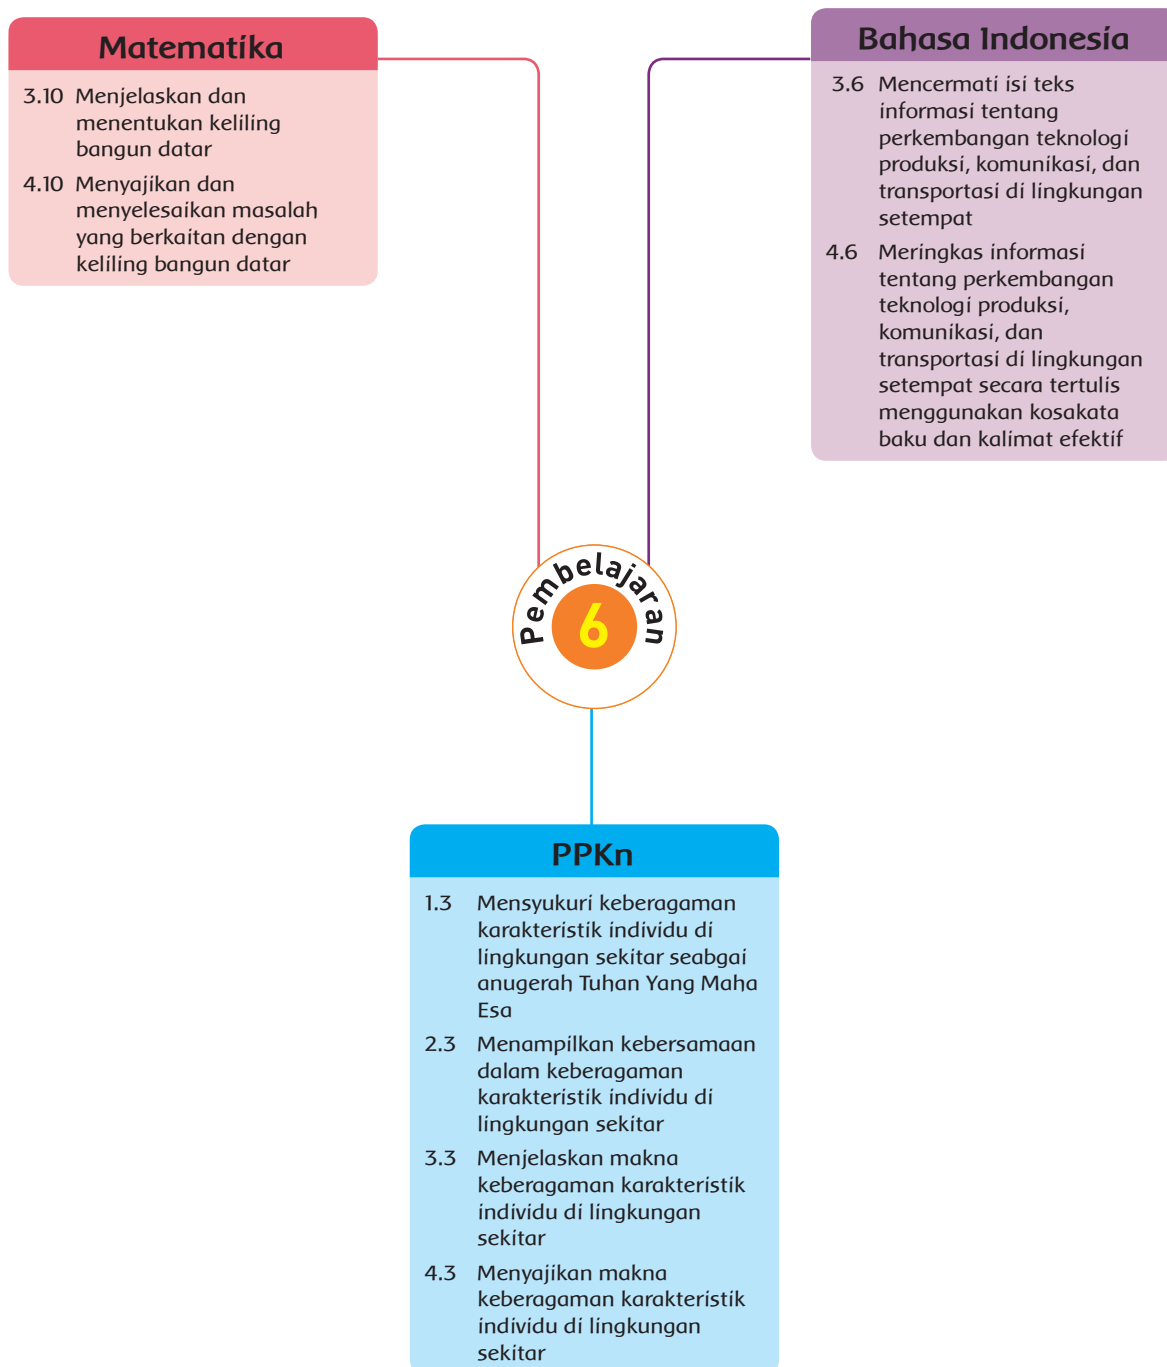 Matematika
3.10 Menjelaskan dan
menentukan keliling
bangun datar
4.10 Menyajikan dan
menyelesaikan masalah
yang berkaitan dengan
keliling bangun datar
Bahasa Indonesia
3.6 Mencermati isi teks
informasi tentang
perkembangan teknologi
produksi, komunikasi, dan
transportasi di lingkungan
setempat
4.6 Meringkas informasi
tentang perkembangan
teknologi produksi,
komunikasi, dan
transportasi di lingkungan
setempat secara tertulis
menggunakan kosakata
baku dan kalimat efektif
Pembelajaran
6
PPKn
1.3 Mensyukuri keberagaman
karakteristik individu di
lingkungan sekitar seabgai
anugerah Tuhan Yang Maha
Esa
2.3 Menampilkan kebersamaan
dalam keberagaman
karakteristik individu di
lingkungan sekitar
3.3 Menjelaskan makna
keberagaman karakteristik
individu di lingkungan
sekitar
4.3 Menyajikan makna
keberagaman karakteristik
individu di lingkungan
sekitar